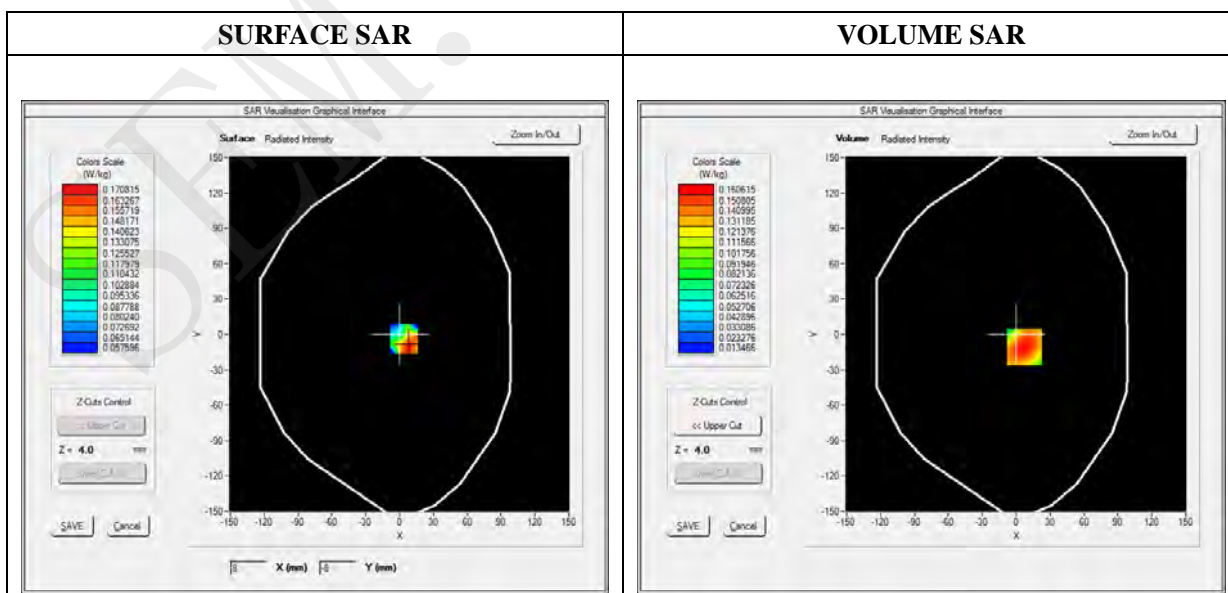 SURFACE SAR
VOLUME SAR
SEM.
SAR Visualisation Graphical Interface
Surface Radiated Intensity
Zoom In/Out
Colors Scale
(W/kg)
0.170815
0.163267
0.155719
0.148171
0.140623
0.133075
0.125527
0.117979
0.110432
0.102884
0.095336
0.087788
0.080240
0.072692
0.065144
0.057596
Z-Cuts Control
<< Upper Cut
Z = 4.0 mm
SAVE
Cancel
150
120
90
60
30
0
-30
-60
-90
-120
-150
Y
-150 -120 -90 -60 -30 0 30 60 90 120 150
X
8 X (mm) -8 Y (mm)
SAR Visualisation Graphical Interface
Volume Radiated Intensity
Zoom In/Out
Colors Scale
(W/kg)
0.160615
0.150805
0.140995
0.131185
0.121376
0.111566
0.101756
0.091946
0.082136
0.072326
0.062516
0.052706
0.042896
0.033086
0.023276
0.013466
Z-Cuts Control
<< Upper Cut
Z = 4.0 mm
SAVE
Cancel
150
120
90
60
30
0
-30
-60
-90
-120
-150
Y
-150 -120 -90 -60 -30 0 30 60 90 120 150
X